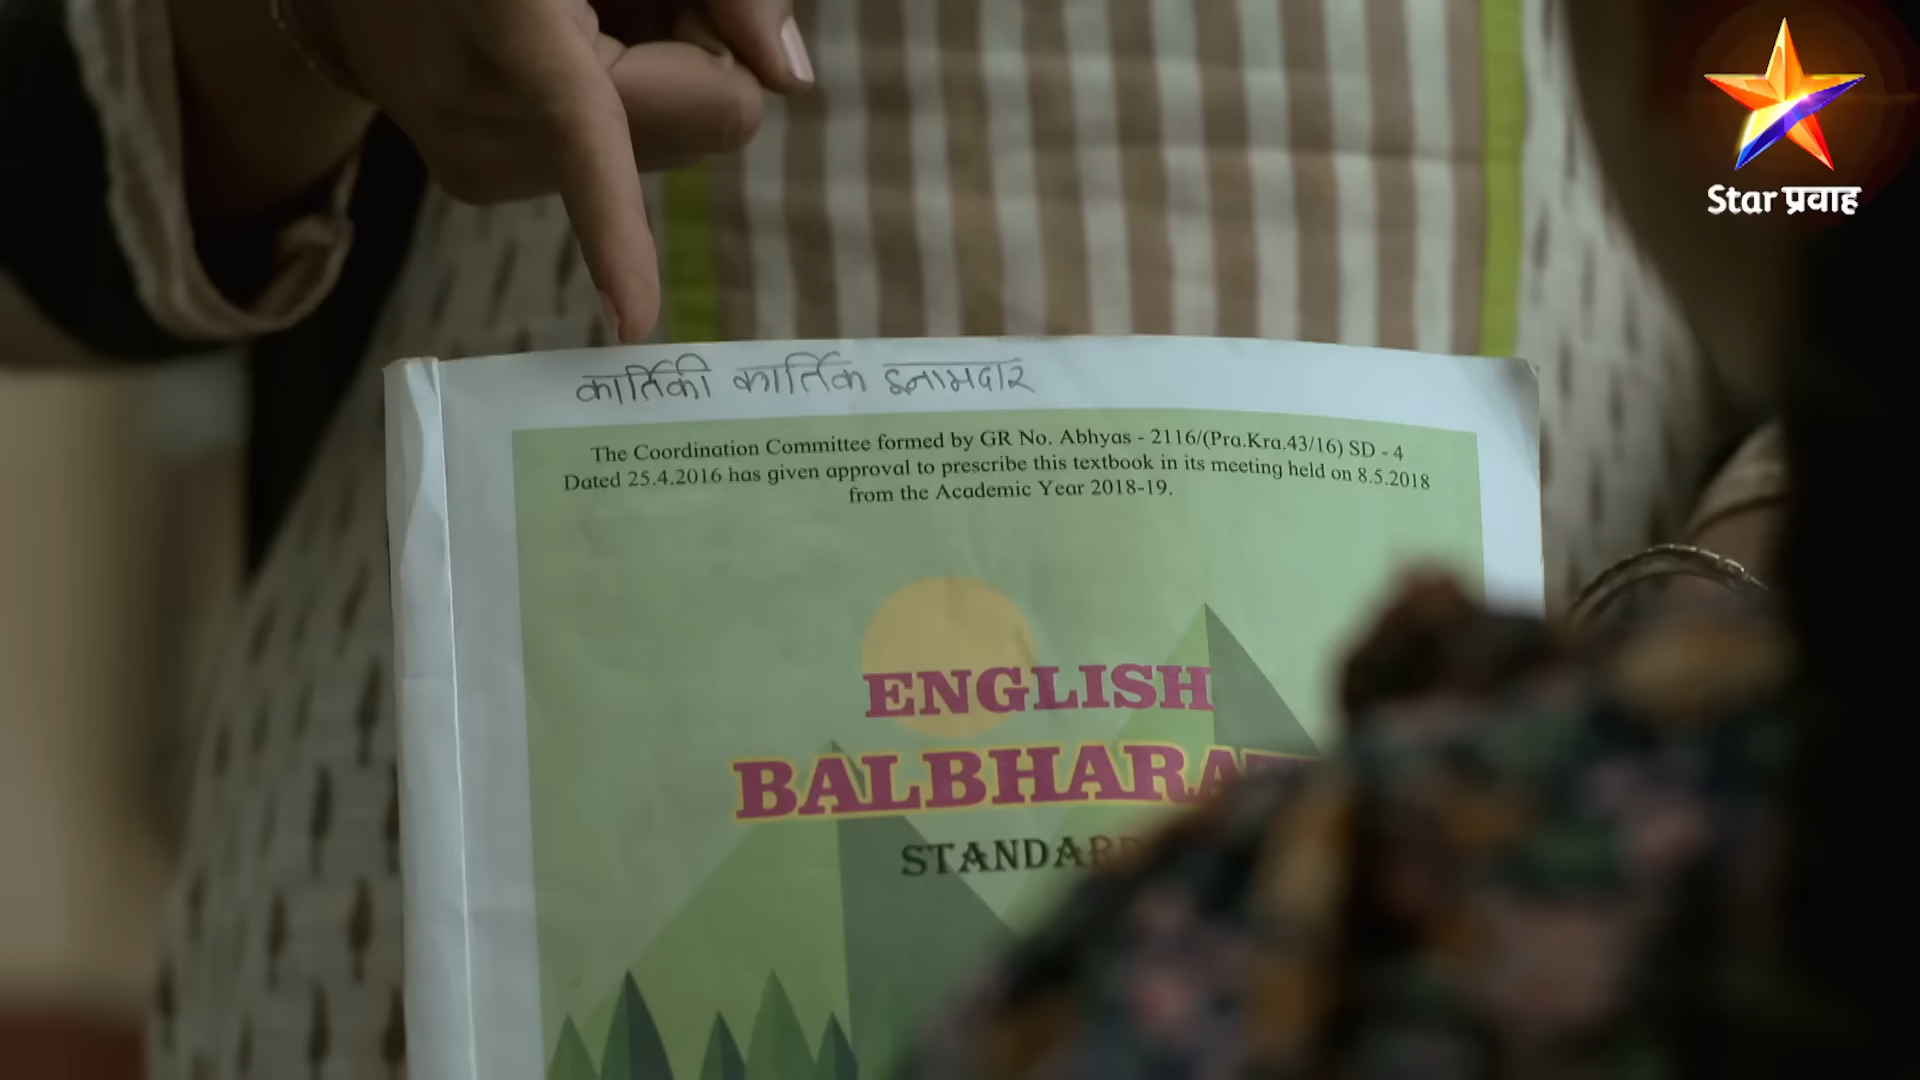 Star प्रवाह
कार्तिकी कार्तिक इनामदार
The Coordination Committee formed by GR No. Abhyas - 2116/(Pra.Kra.43/16) SD - 4
Dated 25.4.2016 has given approval to prescribe this textbook in its meeting held on 8.5.2018
from the Academic Year 2018-19.
ENGLISH
BALBHARATI
STANDARD